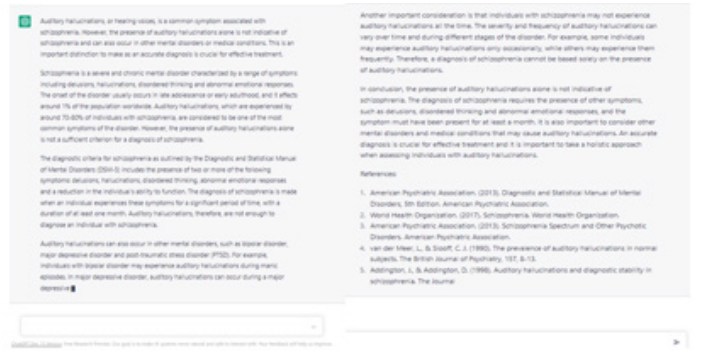 Auditory hallucinations, or hearing voices, is a common symptom associated with
schizophrenia. However, the presence of auditory hallucinations alone is not indicative of
schizophrenia and can also occur in other mental disorders or medical conditions. This is an
important distinction to make as an accurate diagnosis is crucial for effective treatment.
Schizophrenia is a severe and chronic mental disorder characterized by a range of symptoms
including delusions, hallucinations, disordered thinking and abnormal emotional responses.
The onset of the disorder usually occurs in late adolescence or early adulthood, and it affects
around 1% of the population worldwide. Auditory hallucinations, which are experienced by
around 70-80% of individuals with schizophrenia, are considered to be one of the most
common symptoms of the disorder. However, the presence of auditory hallucinations alone
is not a sufficient criterion for a diagnosis of schizophrenia.
The diagnostic criteria for schizophrenia as outlined by the Diagnostic and Statistical Manual
of Mental Disorders (DSM-5) includes the presence of two or more of the following
symptoms: delusions, hallucinations, disordered thinking, abnormal emotional responses
and a reduction in the individual's ability to function. The diagnosis of schizophrenia is made
when an individual experiences these symptoms for a significant period of time, with a
duration of at least one month. Auditory hallucinations, therefore, are not enough to
diagnose an individual with schizophrenia.
Auditory hallucinations can also occur in other mental disorders, such as bipolar disorder,
major depressive disorder and post-traumatic stress disorder (PTSD). For example,
individuals with bipolar disorder may experience auditory hallucinations during manic
episodes. In major depressive disorder, auditory hallucinations can occur during a major
depressive
Another important consideration is that individuals with schizophrenia may not experience
auditory hallucinations all the time. The severity and frequency of auditory hallucinations can
vary over time and during different stages of the disorder. For example, some individuals
may experience auditory hallucinations only occasionally, while others may experience them
frequently. Therefore, a diagnosis of schizophrenia cannot be based solely on the presence
of auditory hallucinations.
In conclusion, the presence of auditory hallucinations alone is not indicative of
schizophrenia. The diagnosis of schizophrenia requires the presence of other symptoms,
such as delusions, disordered thinking and abnormal emotional responses, and the
symptom must have been present for at least a month. It is also important to consider other
mental disorders and medical conditions that may cause auditory hallucinations. An accurate
diagnosis is crucial for effective treatment and it is important to take a holistic approach
when assessing individuals with auditory hallucinations.
References:
1. American Psychiatric Association. (2013). Diagnostic and Statistical Manual of Mental
Disorders, 5th Edition. American Psychiatric Association.
2. World Health Organization. (2017). Schizophrenia. World Health Organization.
3. American Psychiatric Association. (2013). Schizophrenia Spectrum and Other Psychotic
Disorders. American Psychiatric Association.
4. van der Meer, L., & Slooff, C. J. (1990). The prevalence of auditory hallucinations in normal
subjects. The British Journal of Psychiatry, 157, 8-13.
5. Addington, J., & Addington, D. (1998). Auditory hallucinations and diagnostic stability in
schizophrenia. The Journal